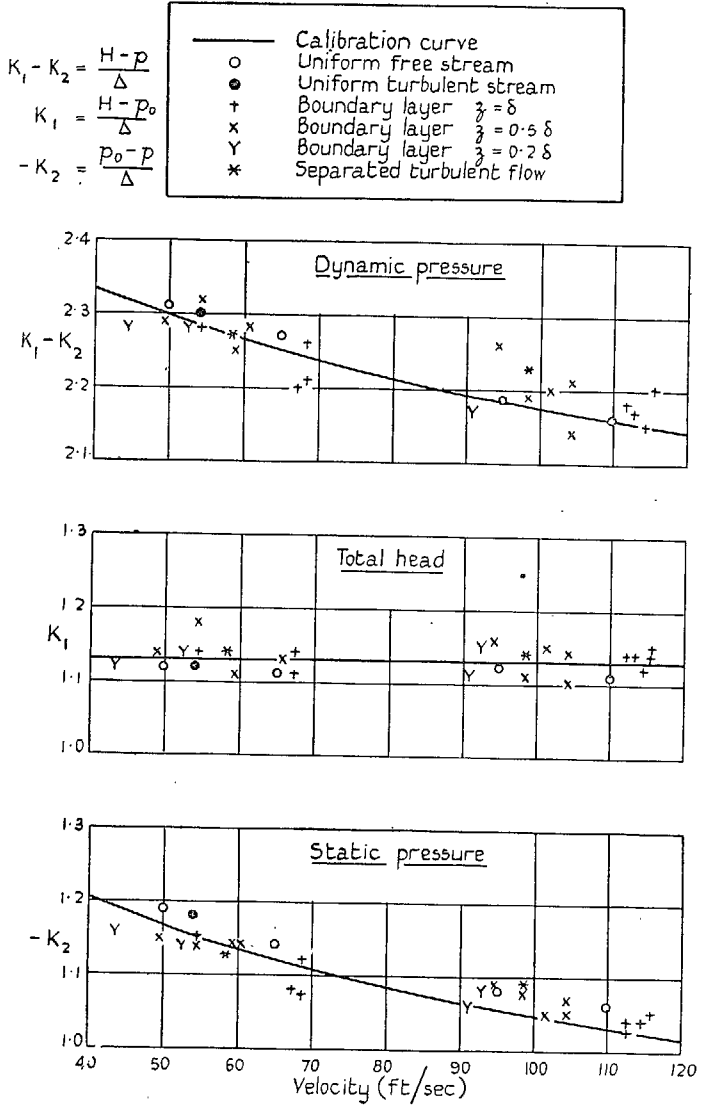 Calibration curve
Uniform free stream
Uniform turbulent stream
Boundary layer z = δ
Boundary layer z = 0·5 δ
Boundary layer z = 0·2 δ
Separated turbulent flow
K₁ - K₂ = H - p / Δ
K₁ = H - p₀ / Δ
-K₂ = p₀ - p / Δ
Dynamic pressure
2·4
2·3
K₁ - K₂
2·2
2·1
Total head
1·3
1·2
K₁
1·1
1·0
Static pressure
1·3
1·2
-K₂
1·1
1·0
40 50 60 70 80 90 100 110 120
Velocity (ft/sec)